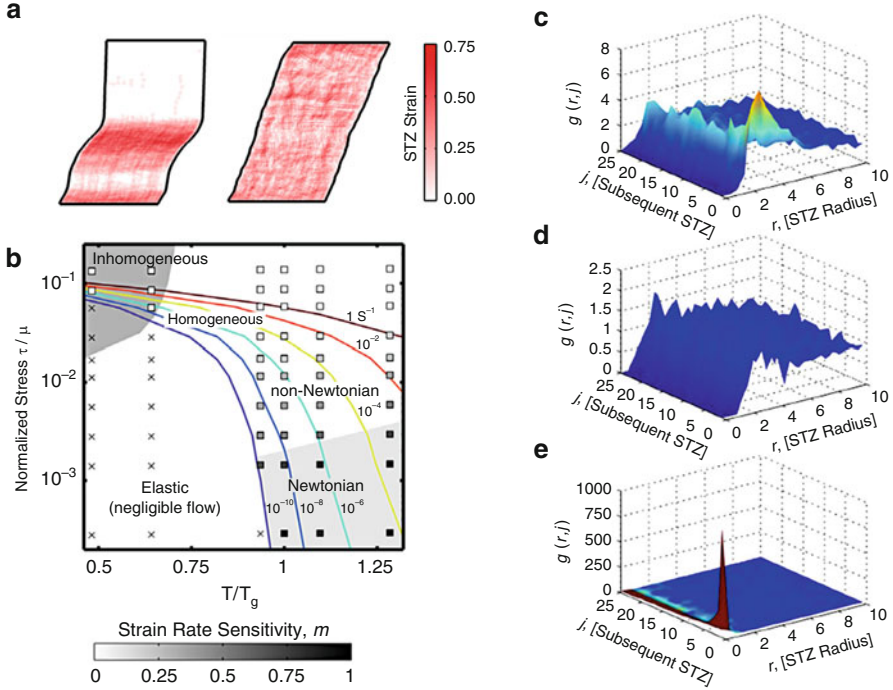 a
0.75
0.50
0.25
0.00
STZ Strain
b
Inhomogeneous
Homogeneous
1 S⁻¹
10⁻²
non-Newtonian
10⁻⁴
Newtonian
10⁻¹⁰ 10⁻⁸ 10⁻⁶
Elastic
(negligible flow)
Normalized Stress τ / μ
10⁻¹
10⁻²
10⁻³
0.5 0.75 1 1.25
T/Tg
Strain Rate Sensitivity, m
0 0.25 0.5 0.75 1
c
g (r,j)
8
6
4
2
0
25 20 15 10 5 0
j, [Subsequent STZ]
0 2 4 6 8 10
r, [STZ Radius]
d
g (r,j)
2.5
2
1.5
1
0.5
0
25 20 15 10 5 0
j, [Subsequent STZ]
0 2 4 6 8 10
r, [STZ Radius]
e
g (r,j)
1000
750
500
250
0
25 20 15 10 5 0
j, [Subsequent STZ]
0 2 4 6 8 10
r, [STZ Radius]